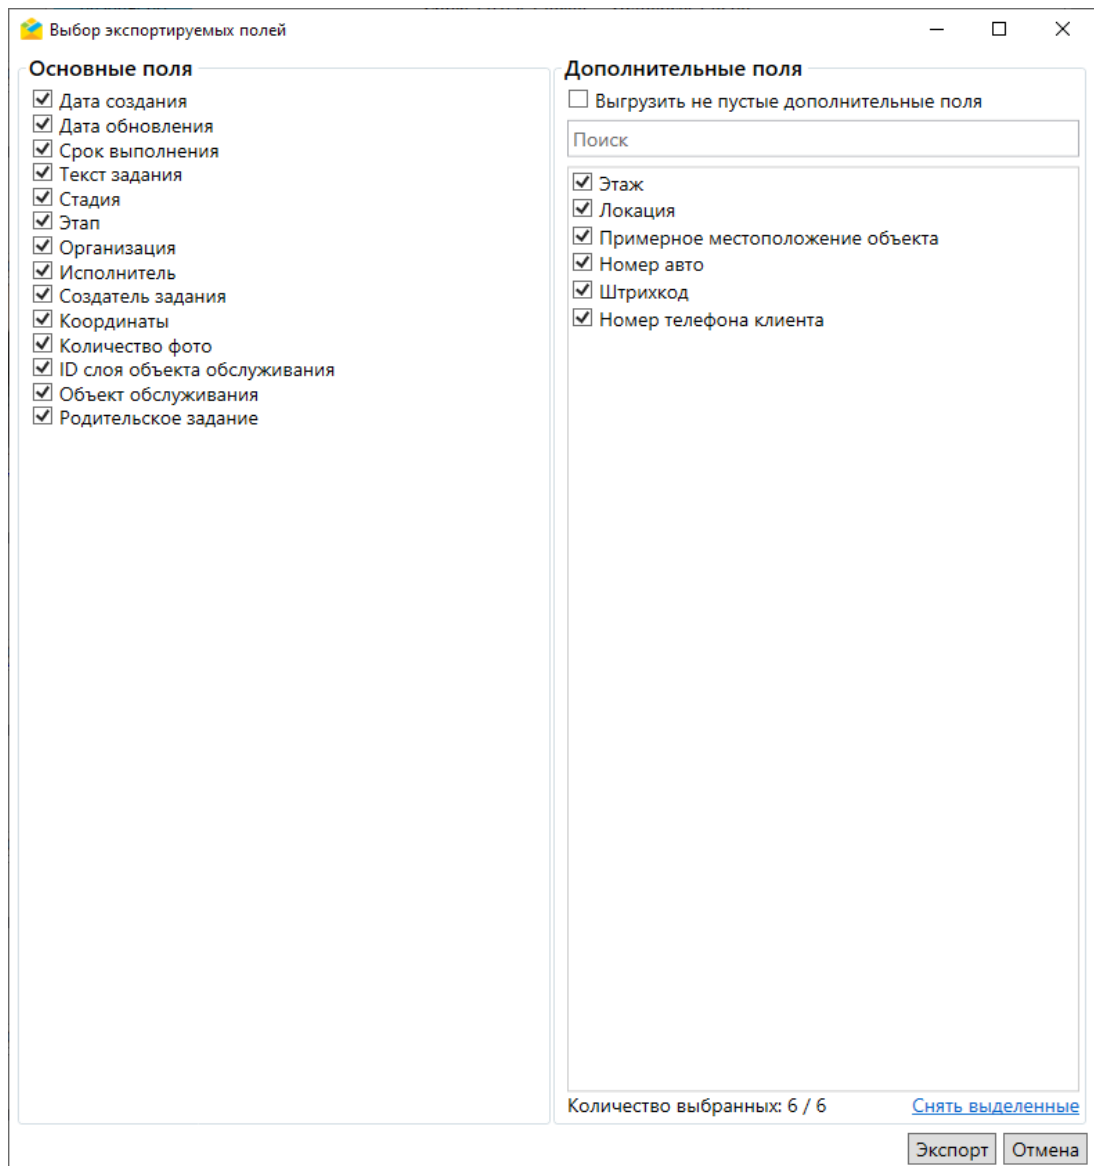 Выбор экспортируемых полей
Основные поля
Дата создания
Дата обновления
Срок выполнения
Текст задания
Стадия
Этап
Организация
Исполнитель
Создатель задания
Координаты
Количество фото
ID слоя объекта обслуживания
Объект обслуживания
Родительское задание
Дополнительные поля
Выгрузить не пустые дополнительные поля
Поиск
Этаж
Локация
Примерное местоположение объекта
Номер авто
Штрихкод
Номер телефона клиента
Количество выбранных: 6 / 6
Снять выделенные
Экспорт
Отмена